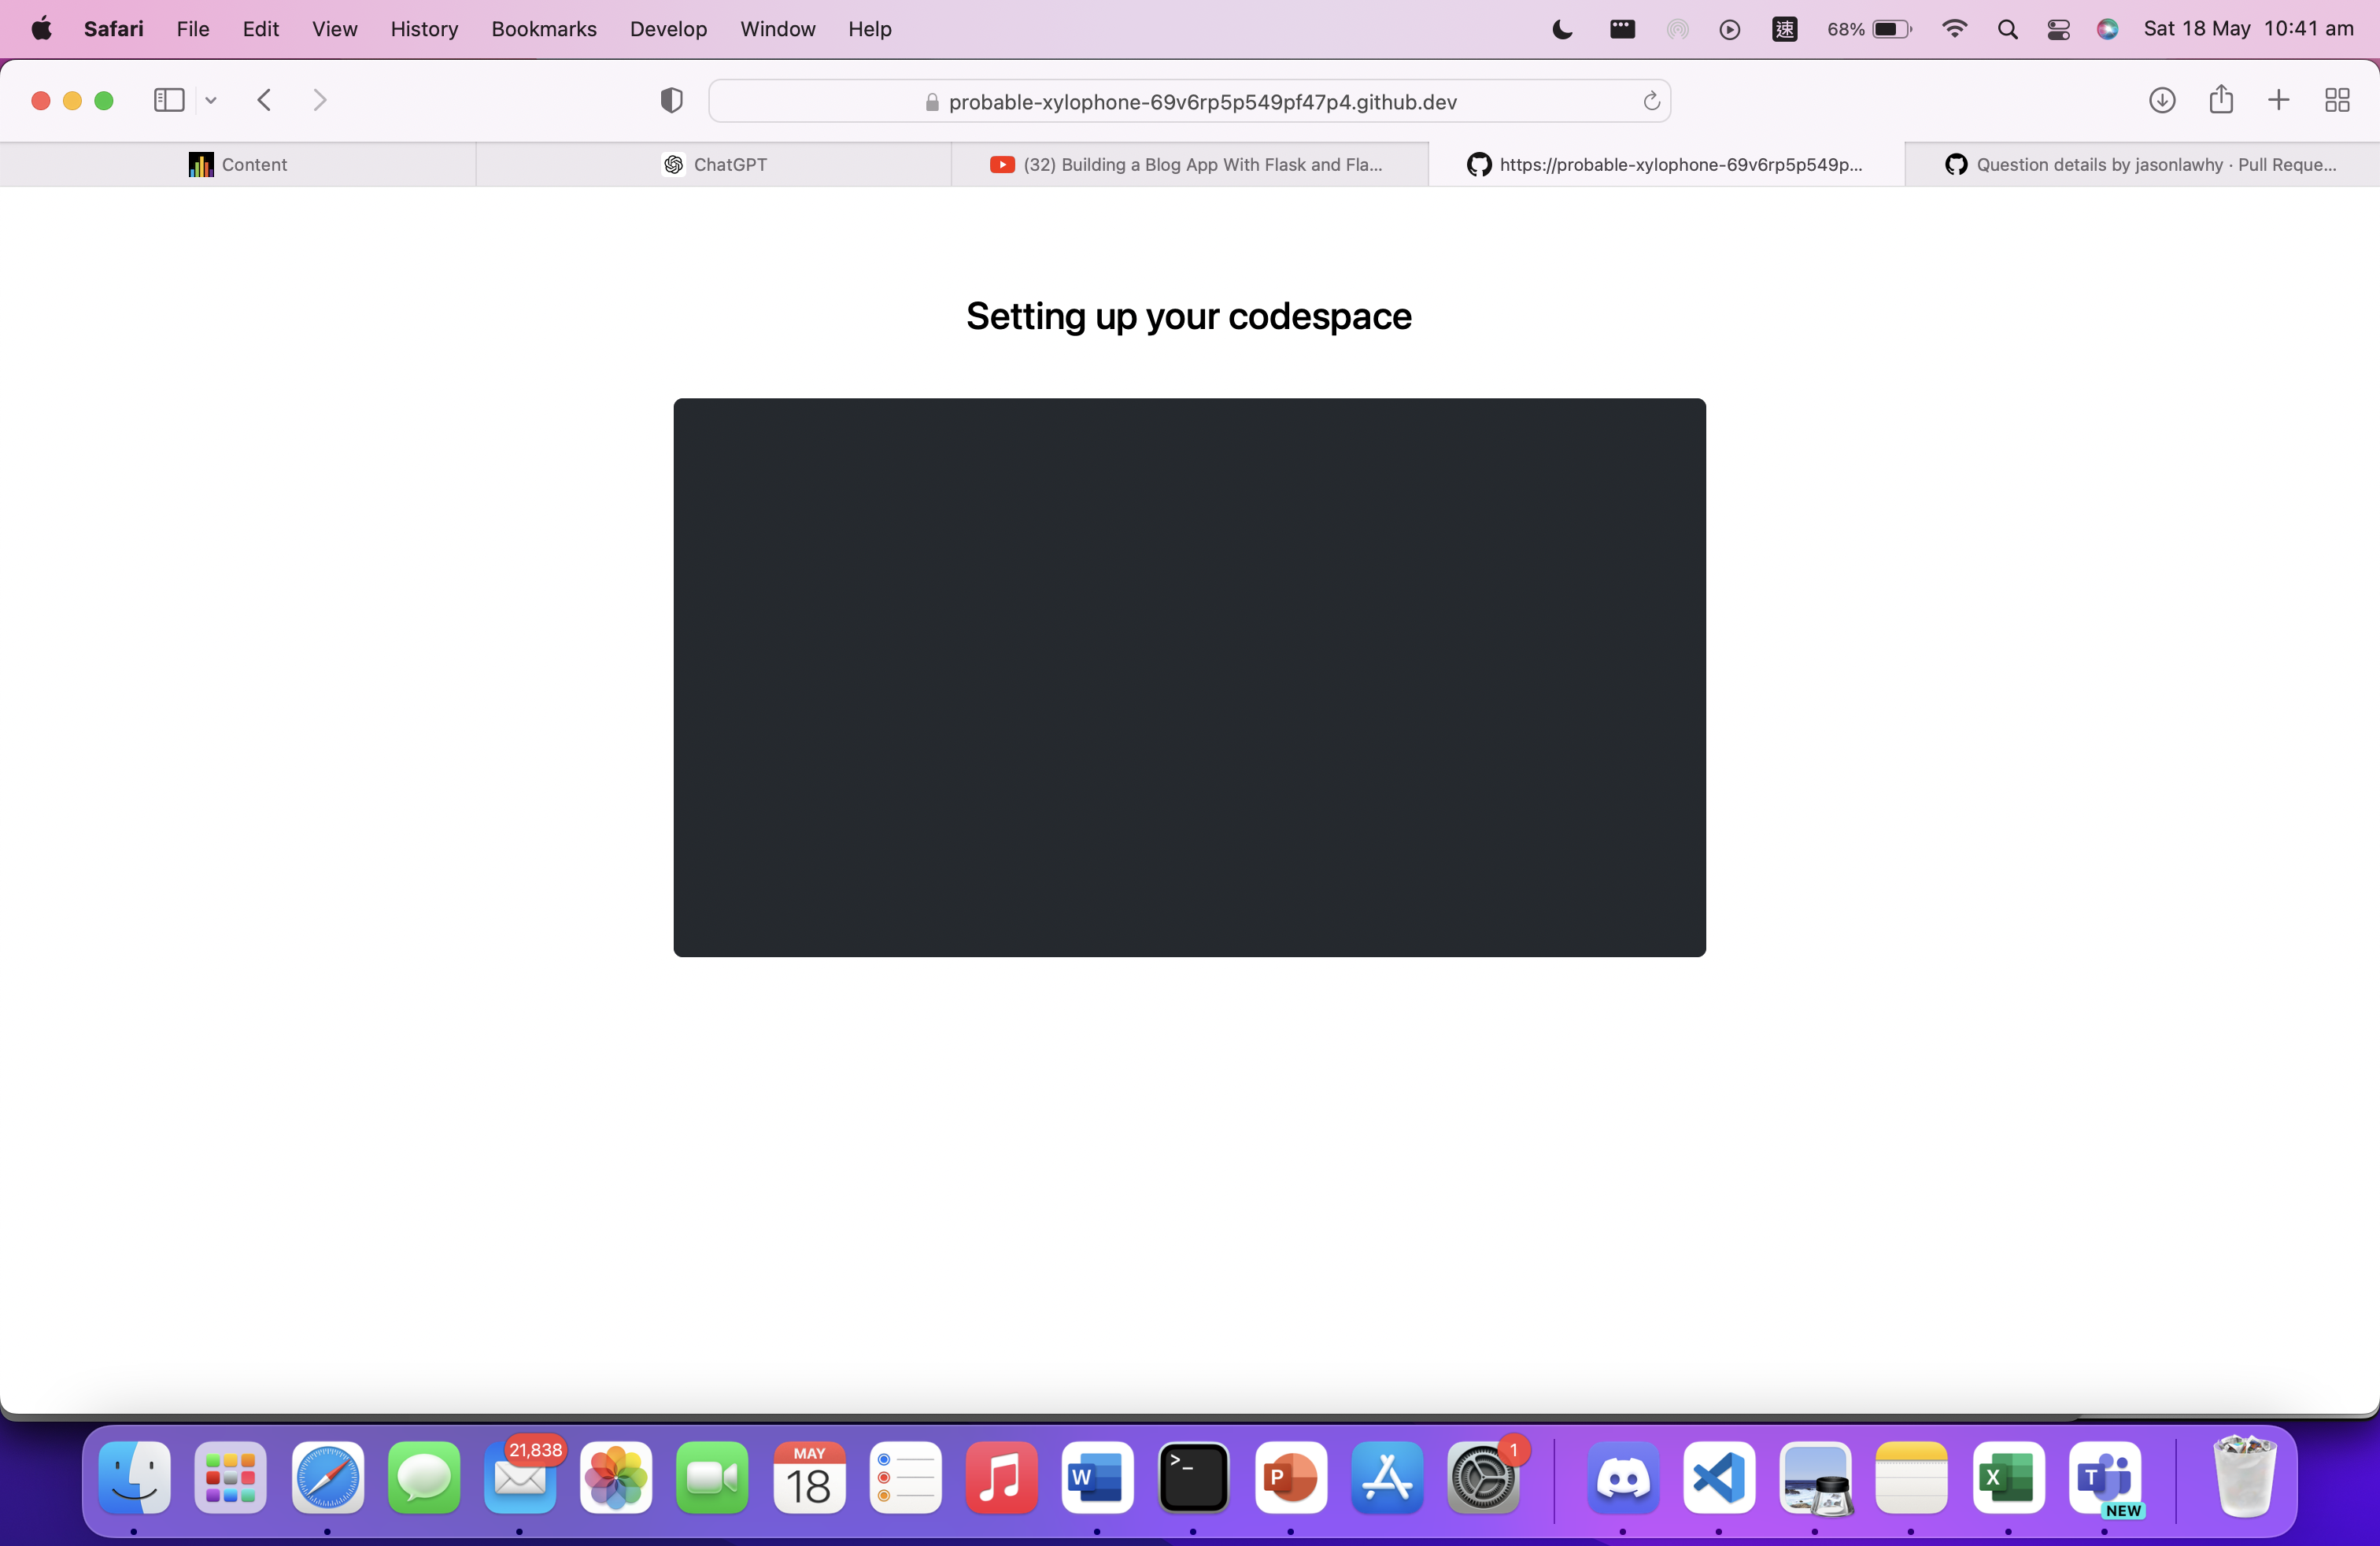 Safari File Edit View History Bookmarks Develop Window Help 速 68% Sat 18 May 10:41 am
probable-xylophone-69v6rp5p549pf47p4.github.dev
Content ChatGPT (32) Building a Blog App With Flask and Fla... https://probable-xylophone-69v6rp5p549p... Question details by jasonlawhy · Pull Reque...
Setting up your codespace
21,838 1
MAY
18 W >_ P X T
NEW